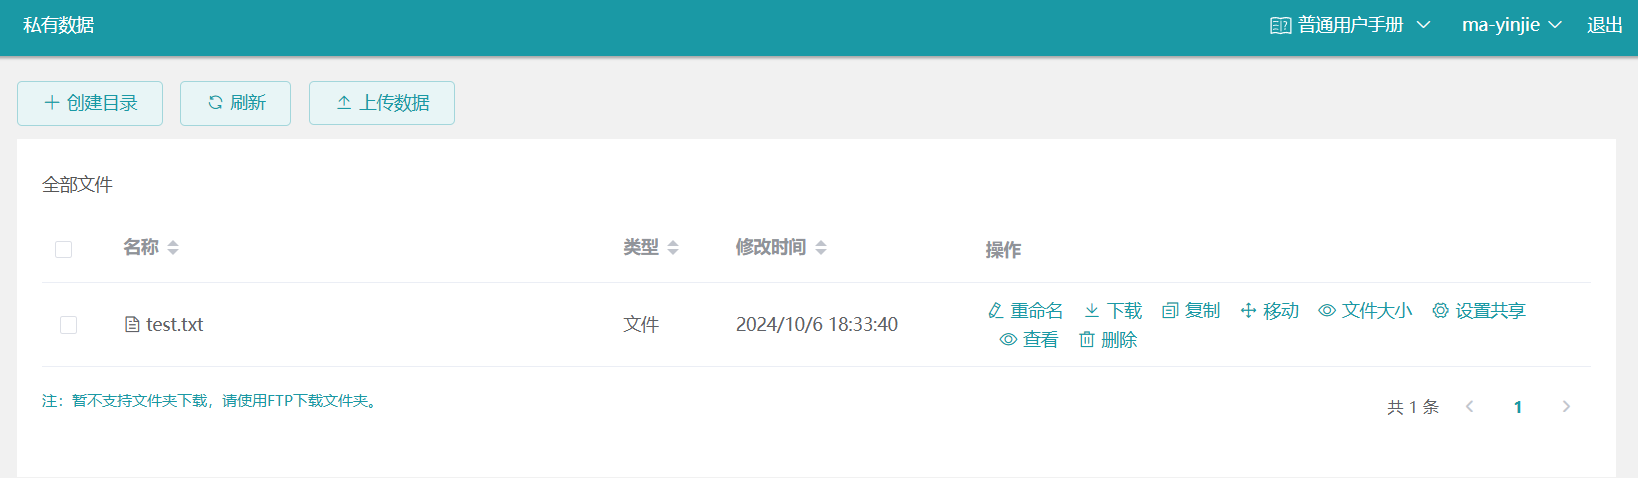 私有数据 普通用户手册 ma-yinjie 退出
创建目录 刷新 上传数据
全部文件
名称 类型 修改时间 操作
test.txt 文件 2024/10/6 18:33:40 重命名 下载 复制 移动 文件大小 设置共享
查看 删除
注：暂不支持文件夹下载，请使用FTP下载文件夹。 共 1 条 1